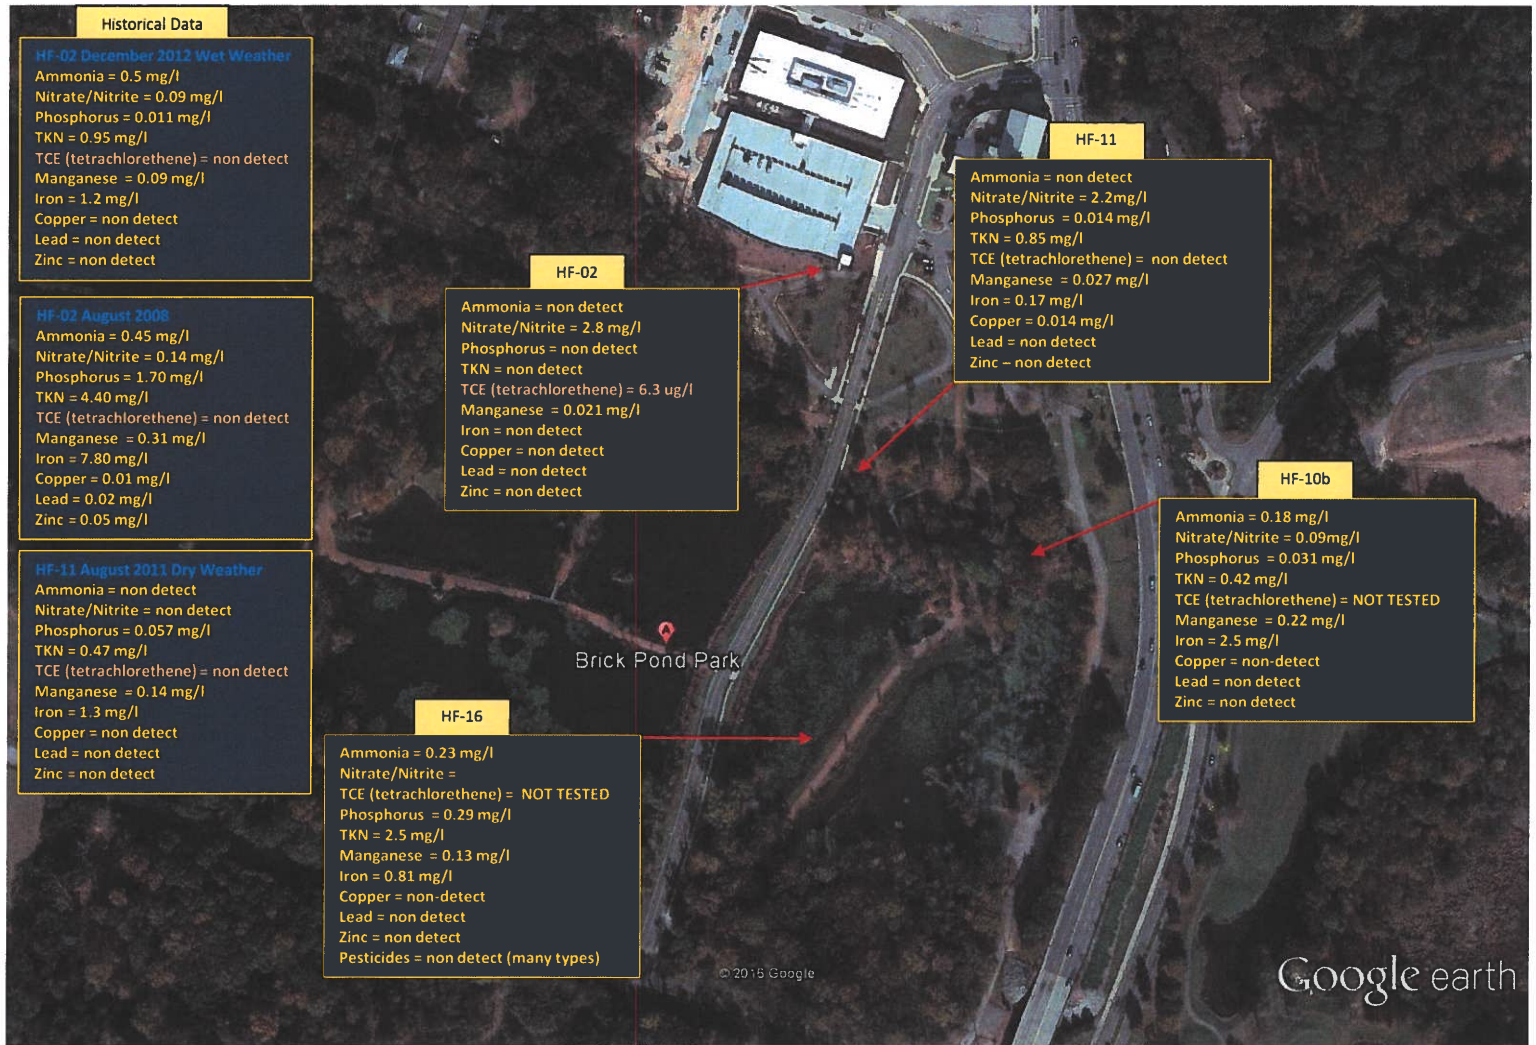 Historical Data
HF-02 December 2012 Wet Weather
Ammonia = 0.5 mg/l
Nitrate/Nitrite = 0.09 mg/l
Phosphorus = 0.011 mg/l
TKN = 0.95 mg/l
TCE (tetrachlorethene) = non detect
Manganese = 0.09 mg/l
Iron = 1.2 mg/l
Copper = non detect
Lead = non detect
Zinc = non detect
HF-02 August 2008
Ammonia = 0.45 mg/l
Nitrate/Nitrite = 0.14 mg/l
Phosphorus = 1.70 mg/l
TKN = 4.40 mg/l
TCE (tetrachlorethene) = non detect
Manganese = 0.31 mg/l
Iron = 7.80 mg/l
Copper = 0.01 mg/l
Lead = 0.02 mg/l
Zinc = 0.05 mg/l
HF-11 August 2011 Dry Weather
Ammonia = non detect
Nitrate/Nitrite = non detect
Phosphorus = 0.057 mg/l
TKN = 0.47 mg/l
TCE (tetrachlorethene) = non detect
Manganese = 0.14 mg/l
Iron = 1.3 mg/l
Copper = non detect
Lead = non detect
Zinc = non detect
HF-02
Ammonia = non detect
Nitrate/Nitrite = 2.8 mg/l
Phosphorus = non detect
TKN = non detect
TCE (tetrachlorethene) = 6.3 ug/l
Manganese = 0.021 mg/l
Iron = non detect
Copper = non detect
Lead = non detect
Zinc = non detect
HF-11
Ammonia = non detect
Nitrate/Nitrite = 2.2mg/l
Phosphorus = 0.014 mg/l
TKN = 0.85 mg/l
TCE (tetrachlorethene) = non detect
Manganese = 0.027 mg/l
Iron = 0.17 mg/l
Copper = 0.014 mg/l
Lead = non detect
Zinc – non detect
HF-10b
Ammonia = 0.18 mg/l
Nitrate/Nitrite = 0.09mg/l
Phosphorus = 0.031 mg/l
TKN = 0.42 mg/l
TCE (tetrachlorethene) = NOT TESTED
Manganese = 0.22 mg/l
Iron = 2.5 mg/l
Copper = non-detect
Lead = non detect
Zinc = non detect
Brick Pond Park
A
HF-16
Ammonia = 0.23 mg/l
Nitrate/Nitrite =
TCE (tetrachlorethene) = NOT TESTED
Phosphorus = 0.29 mg/l
TKN = 2.5 mg/l
Manganese = 0.13 mg/l
Iron = 0.81 mg/l
Copper = non-detect
Lead = non detect
Zinc = non detect
Pesticides = non detect (many types)
© 2015 Google
Google earth